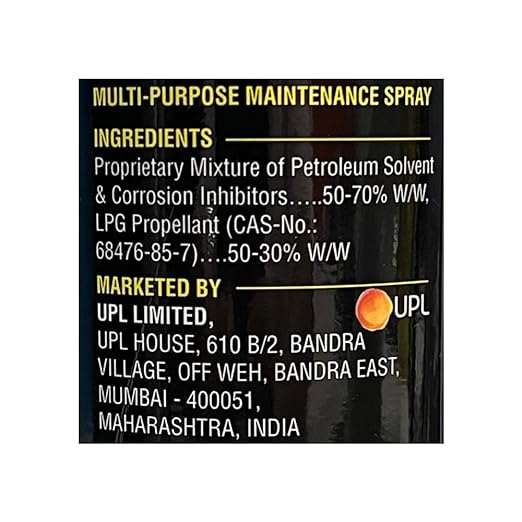 MULTI-PURPOSE MAINTENANCE SPRAY
INGREDIENTS
Proprietary Mixture of Petroleum Solvent
& Corrosion Inhibitors.....50-70% W/W,
LPG Propellant (CAS-No.:
68476-85-7)....50-30% W/W
MARKETED BY
UPL LIMITED,
UPL
UPL HOUSE, 610 B/2, BANDRA
VILLAGE, OFF WEH, BANDRA EAST,
MUMBAI - 400051,
MAHARASHTRA, INDIA